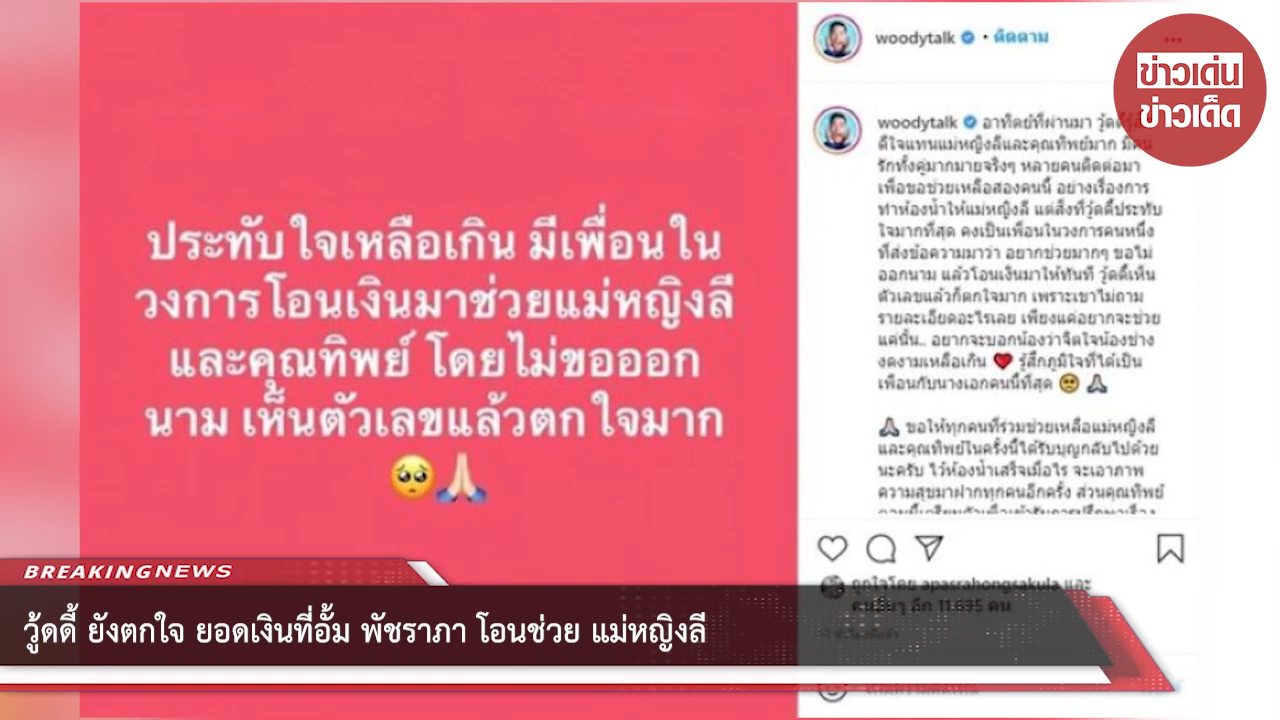 ประทับใจเหลือเกิน มีเพื่อนใน
วงการโอนเงินมาช่วยแม่หญิงลี
และคุณทิพย์ โดยไม่ขอออก
นาม เห็นตัวเลขแล้วตกใจมาก
🥺🙏🏻
woodytalk • ติดตาม
ข่าวเด่น
ข่าวเด็ด
woodytalk อาทิตย์ที่ผ่านมา วู้ดดี้
ดีใจแทนแม่หญิงลีและคุณทิพย์มาก มีคน
รักทั้งคู่มากมายจริงๆ หลายคนติดต่อมา
เพื่อขอช่วยเหลือสองคนนี้ อย่างเรื่องการ
ทำห้องน้ำให้แม่หญิงลี แต่สิ่งที่วู้ดดี้ประทับ
ใจมากที่สุด คงเป็นเพื่อนในวงการคนหนึ่ง
ที่ส่งข้อความมาว่า อยากช่วยมากๆ ขอไม่
ออกนาม แล้วโอนเงินมาให้ทันที วู้ดดี้เห็น
ตัวเลขแล้วก็ตกใจมาก เพราะเขาไม่ถาม
รายละเอียดอะไรเลย เพียงแค่อยากจะช่วย
แค่นั้น.. อยากจะบอกน้องว่าจิตใจน้องช่าง
งดงามเหลือเกิน ❤️ รู้สึกภูมิใจที่ได้เป็น
เพื่อนกับนางเอกคนนี้ที่สุด 🥺 🙏🏻
🙏🏻 ขอให้ทุกคนที่ร่วมช่วยเหลือแม่หญิงลี
และคุณทิพย์ในครั้งนี้ได้รับบุญกลับไปด้วย
นะครับ ไว้ห้องน้ำเสร็จเมื่อไร จะเอาภาพ
ความสุขมาฝากทุกคนอีกครั้ง ส่วนคุณทิพย์
ถูกใจโดย apasrahongsakula และ
คนอื่นๆ อีก 11,695 คน
BREAKINGNEWS
วู้ดดี้ ยังตกใจ ยอดเงินที่อั้ม พัชราภา โอนช่วย แม่หญิงลี